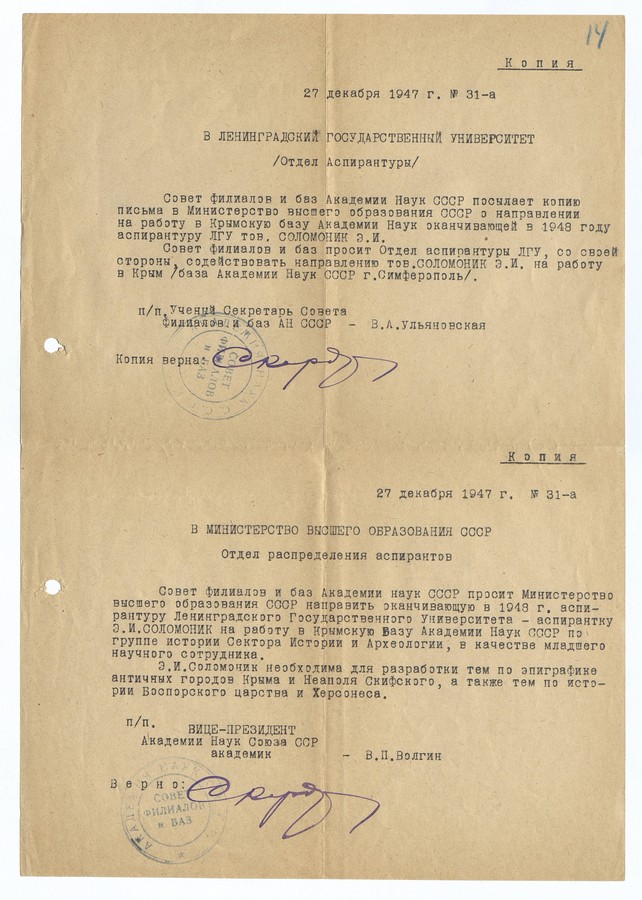 14
Копия
27 декабря 1947 г. № 31-а
В ЛЕНИНГРАДСКИЙ ГОСУДАРСТВЕННЫЙ УНИВЕРСИТЕТ
/Отдел Аспирантуры/
Совет филиалов и баз Академии Наук СССР посылает копию
письма в Министерство высшего образования СССР о направлении
на работу в Крымскую базу Академии Наук оканчивающей в 1948 году
аспирантуру ЛГУ тов. СОЛОМОНИК Э.И.
Совет филиалов и баз просит Отдел аспирантуры ЛГУ, со своей
стороны, содействовать направлению тов.СОЛОМОНИК Э.И. на работу
в Крым /база Академии Наук СССР г.Симферополь/.
п/п.Ученый Секретарь Совета
Филиалов и баз АН СССР - В.А.Ульяновская
Копия верна:
СОВЕТ
ФИЛИАЛОВ
и БАЗ
Копия
27 декабря 1947 г. № 31-а
В МИНИСТЕРСТВО ВЫСШЕГО ОБРАЗОВАНИЯ СССР
Отдел распределения аспирантов
Совет филиалов и баз Академии наук СССР просит Министерство
высшего образования СССР направить оканчивающую в 1948 г. аспи-
рантуру Ленинградского Государственного Университета - аспирантку
Э.И.СОЛОМОНИК на работу в Крымскую Базу Академии Наук СССР по
группе истории Сектора Истории и Археологии, в качестве младшего
научного сотрудника.
Э.И.Соломоник необходима для разработки тем по эпиграфике
античных городов Крыма и Неаполя Скифского, а также тем по исто-
рии Боспорского царства и Херсонеса.
п/п. ВИЦЕ-ПРЕЗИДЕНТ
Академии Наук Союза ССР
академик - В.П.Волгин
Верно:
СОВЕТ
ФИЛИАЛОВ
и БАЗ